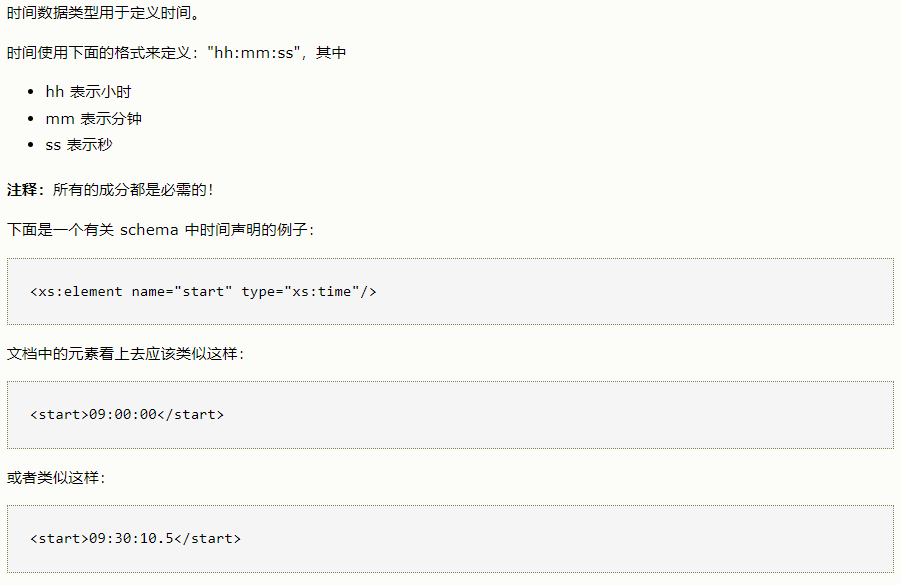 时间数据类型用于定义时间。
时间使用下面的格式来定义："hh:mm:ss"，其中
• hh 表示小时
• mm 表示分钟
• ss 表示秒
注释：所有的成分都是必需的！
下面是一个有关 schema 中时间声明的例子：
<xs:element name="start" type="xs:time"/>
文档中的元素看上去应该类似这样：
<start>09:00:00</start>
或者类似这样：
<start>09:30:10.5</start>